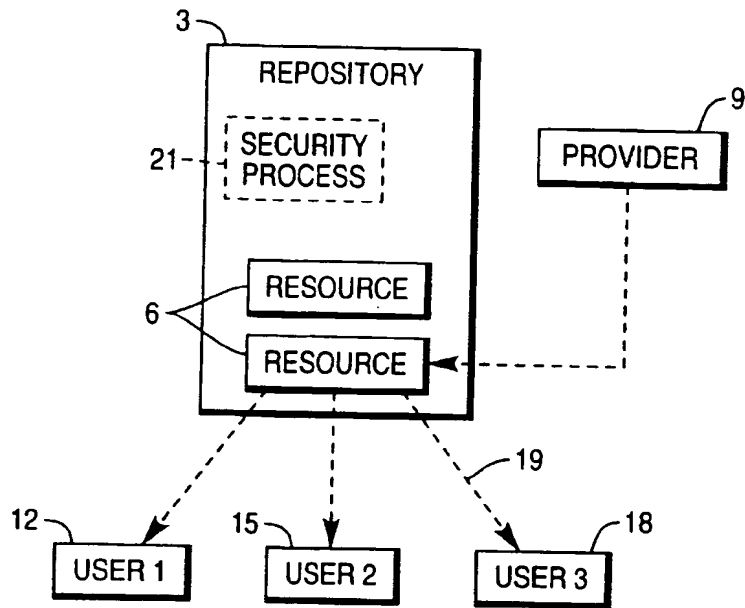 3
REPOSITORY
9
SECURITY
PROCESS
21
PROVIDER
RESOURCE
6
RESOURCE
19
12
15
18
USER 1
USER 2
USER 3